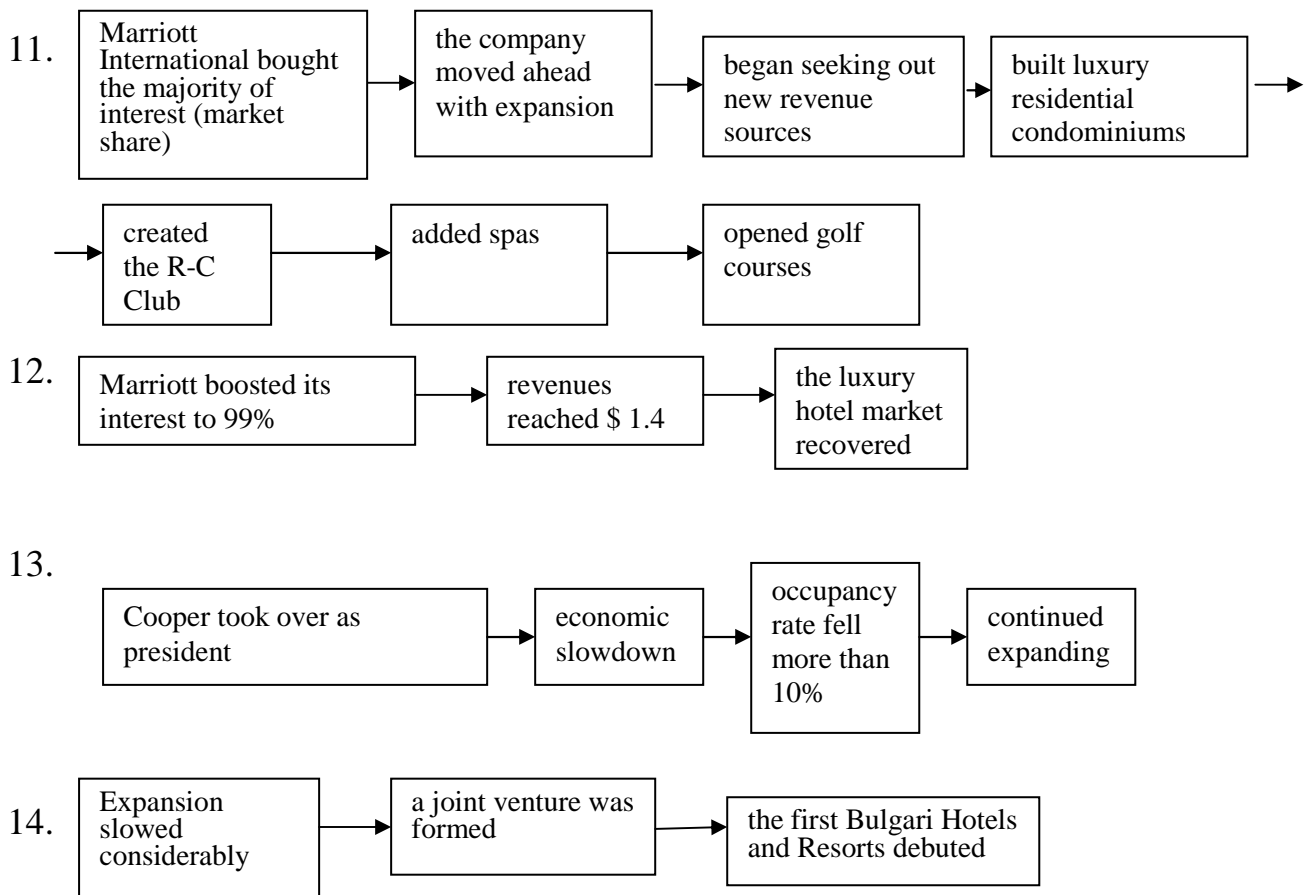 11.
Marriott
International bought
the majority of
interest (market
share)
the company
moved ahead
with expansion
began seeking out
new revenue
sources
built luxury
residential
condominiums
created
the R-C
Club
added spas
opened golf
courses
12.
Marriott boosted its
interest to 99%
revenues
reached $ 1.4
the luxury
hotel market
recovered
13.
Cooper took over as
president
economic
slowdown
occupancy
rate fell
more than
10%
continued
expanding
14.
Expansion
slowed
considerably
a joint venture was
formed
the first Bulgari Hotels
and Resorts debuted